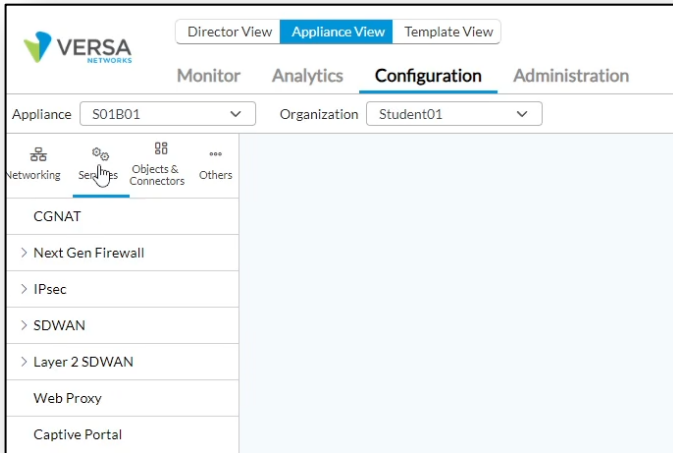 Director View Appliance View Template View
VERSA
NETWORKS
Monitor Analytics Configuration Administration
Appliance S01B01 Organization Student01
Networking Services Objects & Connectors Others
CGNAT
Next Gen Firewall
IPsec
SDWAN
Layer 2 SDWAN
Web Proxy
Captive Portal